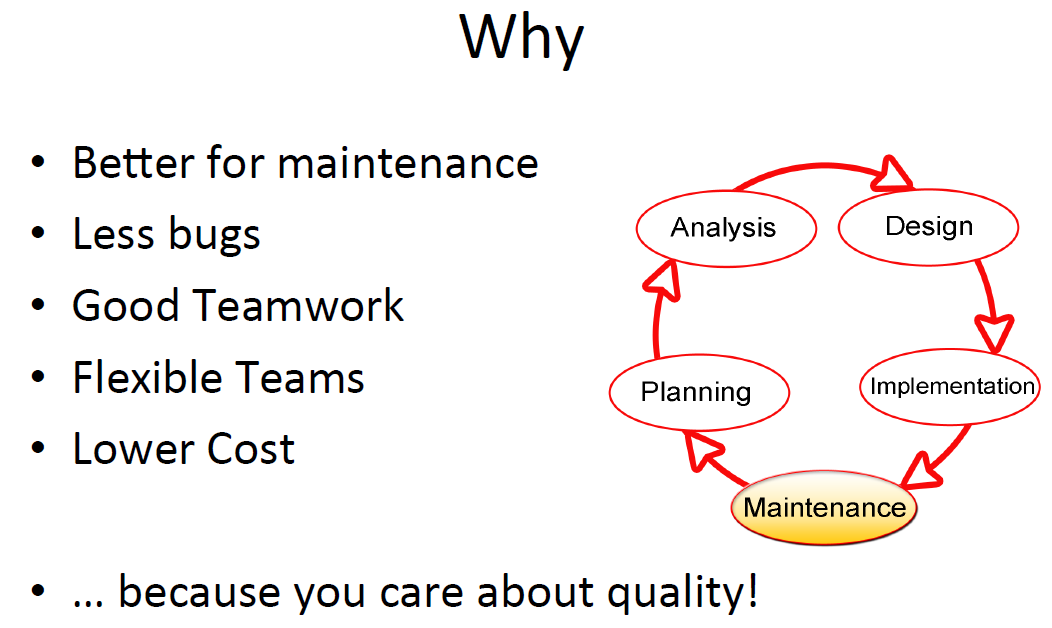 Why
• Better for maintenance
• Less bugs
• Good Teamwork
• Flexible Teams
• Lower Cost
• ... because you care about quality!
Analysis
Design
Planning
Implementation
Maintenance